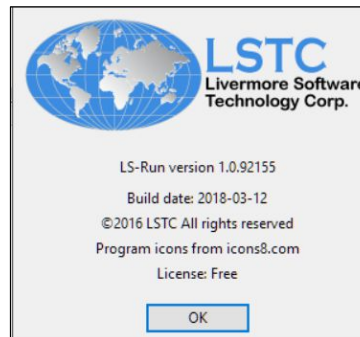 LSTC
Livermore Software
Technology Corp.
LS-Run version 1.0.92155
Build date: 2018-03-12
©2016 LSTC All rights reserved
Program icons from icons8.com
License: Free
OK